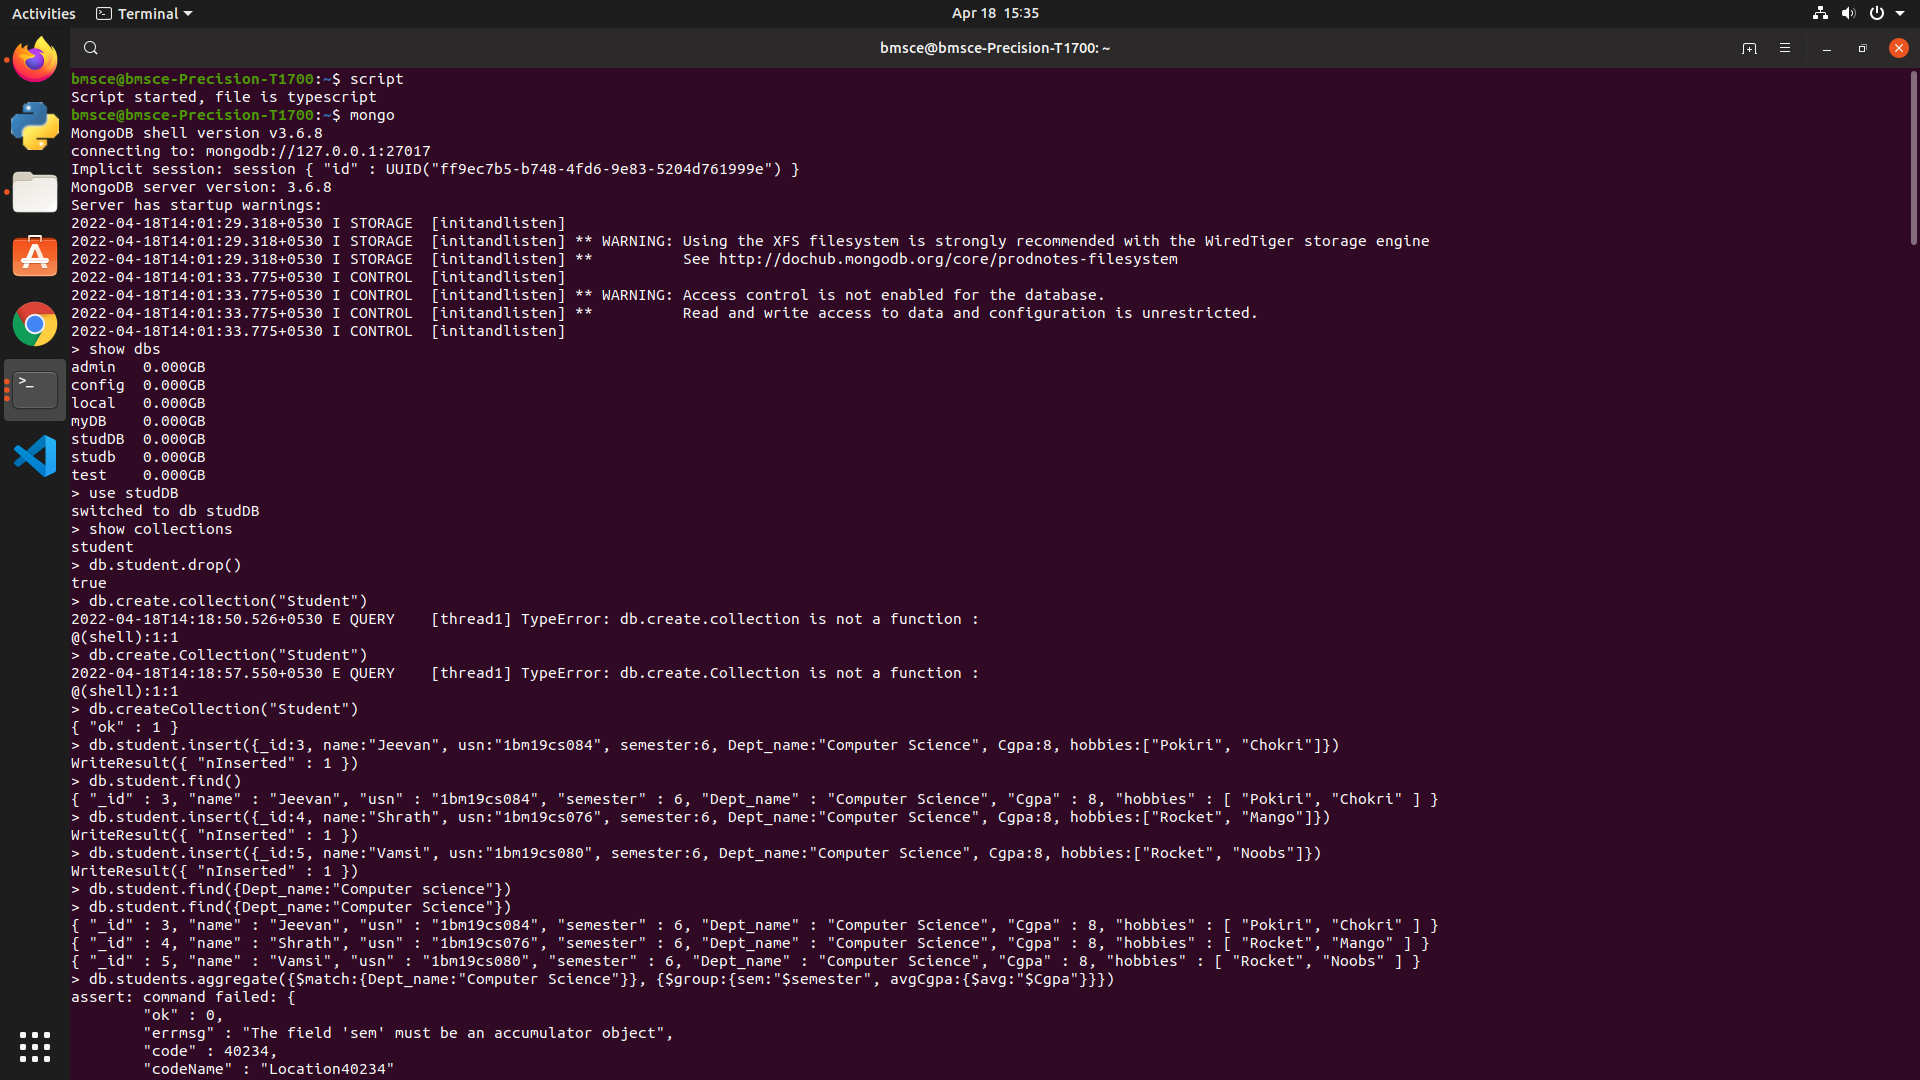 Activities
Terminal
Apr 18 15:35
bmsce@bmsce-Precision-T1700: ~
bmsce@bmsce-Precision-T1700:~$ script
Script started, file is typescript
bmsce@bmsce-Precision-T1700:~$ mongo
MongoDB shell version v3.6.8
connecting to: mongodb://127.0.0.1:27017
Implicit session: session { "id" : UUID("ff9ec7b5-b748-4fd6-9e83-5204d761999e") }
MongoDB server version: 3.6.8
Server has startup warnings:
2022-04-18T14:01:29.318+0530 I STORAGE  [initandlisten]
2022-04-18T14:01:29.318+0530 I STORAGE  [initandlisten] ** WARNING: Using the XFS filesystem is strongly recommended with the WiredTiger storage engine
2022-04-18T14:01:29.318+0530 I STORAGE  [initandlisten] **          See http://dochub.mongodb.org/core/prodnotes-filesystem
2022-04-18T14:01:33.775+0530 I CONTROL  [initandlisten]
2022-04-18T14:01:33.775+0530 I CONTROL  [initandlisten] ** WARNING: Access control is not enabled for the database.
2022-04-18T14:01:33.775+0530 I CONTROL  [initandlisten] **          Read and write access to data and configuration is unrestricted.
2022-04-18T14:01:33.775+0530 I CONTROL  [initandlisten]
> show dbs
admin   0.000GB
config  0.000GB
local   0.000GB
myDB    0.000GB
studDB  0.000GB
studb   0.000GB
test    0.000GB
> use studDB
switched to db studDB
> show collections
student
> db.student.drop()
true
> db.create.collection("Student")
2022-04-18T14:18:50.526+0530 E QUERY    [thread1] TypeError: db.create.collection is not a function :
@(shell):1:1
> db.create.Collection("Student")
2022-04-18T14:18:57.550+0530 E QUERY    [thread1] TypeError: db.create.Collection is not a function :
@(shell):1:1
> db.createCollection("Student")
{ "ok" : 1 }
> db.student.insert({_id:3, name:"Jeevan", usn:"1bm19cs084", semester:6, Dept_name:"Computer Science", Cgpa:8, hobbies:["Pokiri", "Chokri"]})
WriteResult({ "nInserted" : 1 })
> db.student.find()
{ "_id" : 3, "name" : "Jeevan", "usn" : "1bm19cs084", "semester" : 6, "Dept_name" : "Computer Science", "Cgpa" : 8, "hobbies" : [ "Pokiri", "Chokri" ] }
> db.student.insert({_id:4, name:"Shrath", usn:"1bm19cs076", semester:6, Dept_name:"Computer Science", Cgpa:8, hobbies:["Rocket", "Mango"]})
WriteResult({ "nInserted" : 1 })
> db.student.insert({_id:5, name:"Vamsi", usn:"1bm19cs080", semester:6, Dept_name:"Computer Science", Cgpa:8, hobbies:["Rocket", "Noobs"]})
WriteResult({ "nInserted" : 1 })
> db.student.find({Dept_name:"Computer science"})
> db.student.find({Dept_name:"Computer Science"})
{ "_id" : 3, "name" : "Jeevan", "usn" : "1bm19cs084", "semester" : 6, "Dept_name" : "Computer Science", "Cgpa" : 8, "hobbies" : [ "Pokiri", "Chokri" ] }
{ "_id" : 4, "name" : "Shrath", "usn" : "1bm19cs076", "semester" : 6, "Dept_name" : "Computer Science", "Cgpa" : 8, "hobbies" : [ "Rocket", "Mango" ] }
{ "_id" : 5, "name" : "Vamsi", "usn" : "1bm19cs080", "semester" : 6, "Dept_name" : "Computer Science", "Cgpa" : 8, "hobbies" : [ "Rocket", "Noobs" ] }
> db.students.aggregate({$match:{Dept_name:"Computer Science"}}, {$group:{sem:"$semester", avgCgpa:{$avg:"$Cgpa"}}})
assert: command failed: {
        "ok" : 0,
        "errmsg" : "The field 'sem' must be an accumulator object",
        "code" : 40234,
        "codeName" : "Location40234"